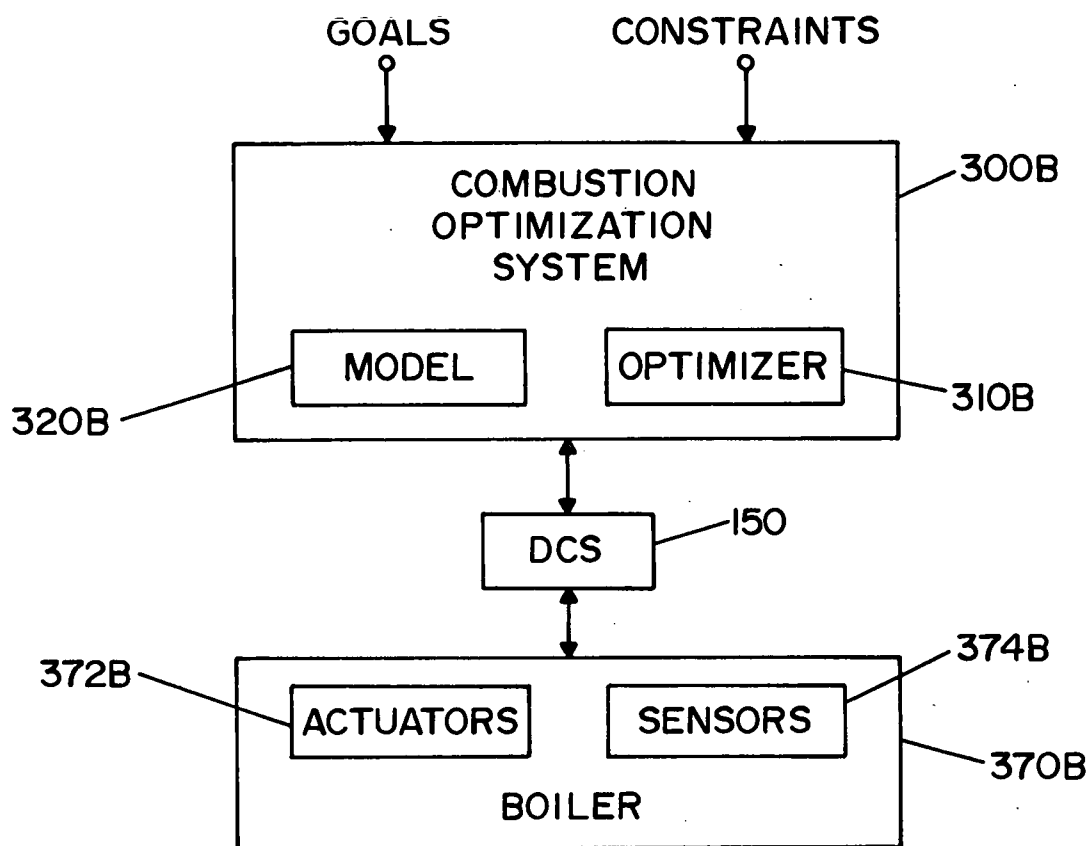 GOALS CONSTRAINTS
COMBUSTION
OPTIMIZATION
SYSTEM
300B
MODEL
OPTIMIZER
320B
310B
DCS
150
372B
374B
ACTUATORS
SENSORS
370B
BOILER